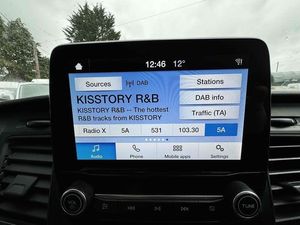 12:46 12°
Sources DAB Stations
KISSTORY R&B
DAB info
KISSTORY R&B -- The hottest
R&B tracks from KISSTORY
Traffic (TA)
Radio X 5A 531 103.30 5A
Audio Phone Mobile apps Settings
TUNE